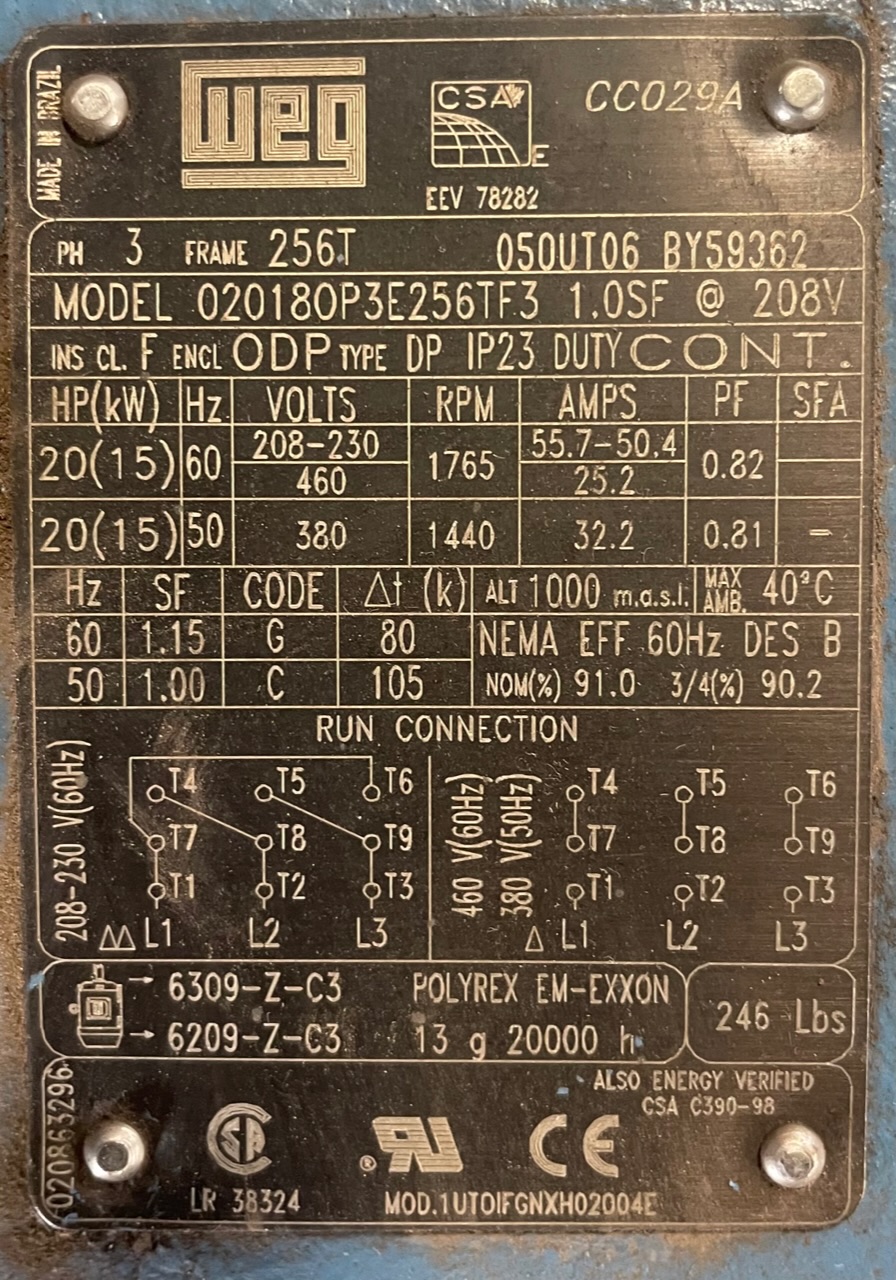 MADE IN BRAZIL
WEG CSA E CC029A
EEV 78282
PH 3 FRAME 256T 050UT06 BY59362
MODEL 02018OP3E256TF3 1.0SF @ 208V
INS CL. F ENCL ODP TYPE DP IP23 DUTY CONT.
HP(kW) Hz VOLTS RPM AMPS PF SFA
20(15) 60 208-230 1765 55.7-50.4 0.82
460 25.2
20(15) 50 380 1440 32.2 0.81 -
Hz SF CODE Δt (k) ALT 1000 m.a.s.l. MAX AMB. 40°C
60 1.15 G 80 NEMA EFF 60Hz DES B
50 1.00 C 105 NOM(%) 91.0 3/4(%) 90.2
RUN CONNECTION
208-230 V(60Hz)
T4 T5 T6
T7 T8 T9
T1 T2 T3
ΔΔ L1 L2 L3
460 V(60Hz)
380 V(50Hz)
T4 T5 T6
T7 T8 T9
T1 T2 T3
Δ L1 L2 L3
6309-Z-C3 POLYREX EM-EXXON
6209-Z-C3 13 g 20000 h
246 Lbs
020863296
ALSO ENERGY VERIFIED
CSA C390-98
LR 38324
MOD.1UTOIFGNXH02004E